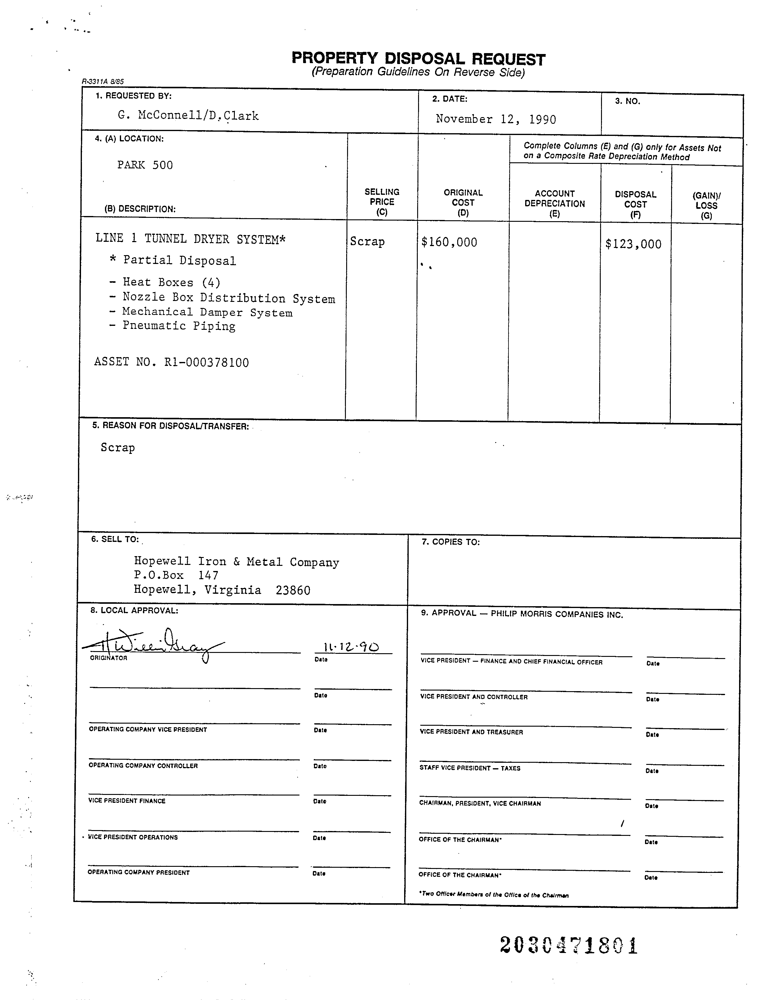 PROPERTY DISPOSAL REQUEST
(Preparation Guidelines On Reverse Side)
R-3311A 8/85
1. REQUESTED BY:
G. McConnell/D.Clark
2. DATE:
November 12, 1990
3. NO.
4. (A) LOCATION:
PARK 500
(B) DESCRIPTION:
SELLING PRICE (C)
ORIGINAL COST (D)
Complete Columns (E) and (G) only for Assets Not
on a Composite Rate Depreciation Method
ACCOUNT DEPRECIATION (E)
DISPOSAL COST (F)
(GAIN)/ LOSS (G)
LINE 1 TUNNEL DRYER SYSTEM* Scrap $160,000 $123,000
* Partial Disposal
- Heat Boxes (4)
- Nozzle Box Distribution System
- Mechanical Damper System
- Pneumatic Piping
ASSET NO. R1-000378100
5. REASON FOR DISPOSAL/TRANSFER:
Scrap
6. SELL TO:
Hopewell Iron & Metal Company
P.O.Box 147
Hopewell, Virginia 23860
7. COPIES TO:
8. LOCAL APPROVAL:
11-12-90
ORIGINATOR Date
Date
OPERATING COMPANY VICE PRESIDENT Date
OPERATING COMPANY CONTROLLER Date
VICE PRESIDENT FINANCE Date
VICE PRESIDENT OPERATIONS Date
OPERATING COMPANY PRESIDENT Date
9. APPROVAL — PHILIP MORRIS COMPANIES INC.
VICE PRESIDENT — FINANCE AND CHIEF FINANCIAL OFFICER Date
VICE PRESIDENT AND CONTROLLER Date
VICE PRESIDENT AND TREASURER Date
STAFF VICE PRESIDENT — TAXES Date
CHAIRMAN, PRESIDENT, VICE CHAIRMAN Date
OFFICE OF THE CHAIRMAN* Date
OFFICE OF THE CHAIRMAN* Date
*Two Officer Members of the Office of the Chairman
2030471801